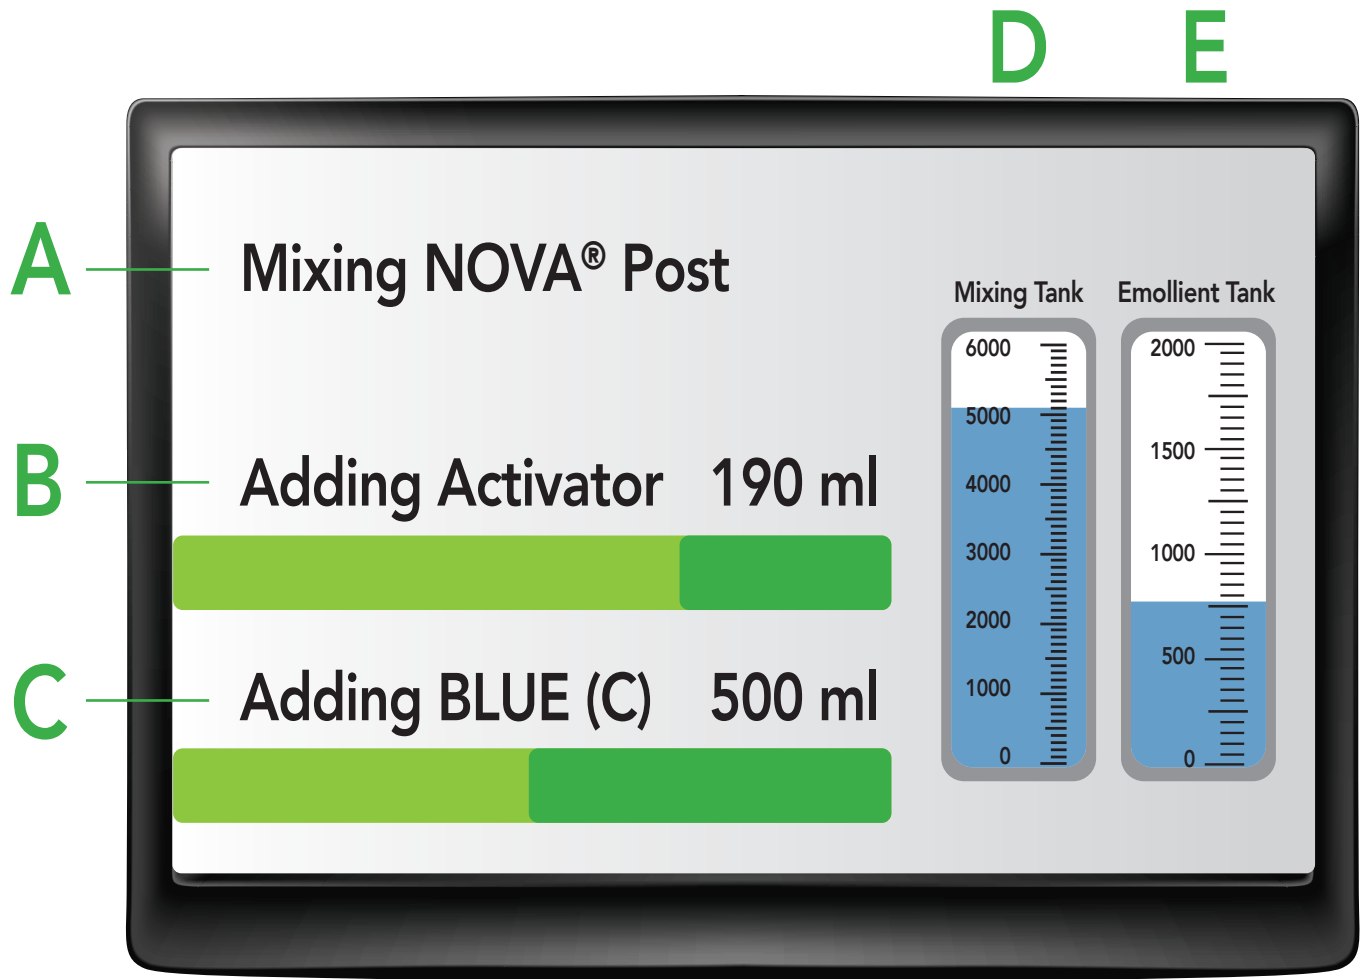 D E
A
Mixing NOVA® Post
Mixing Tank Emollient Tank
6000 2000
5000
1500
B
Adding Activator 190 ml
4000
3000 1000
2000
500
C
Adding BLUE (C) 500 ml
1000
0 0